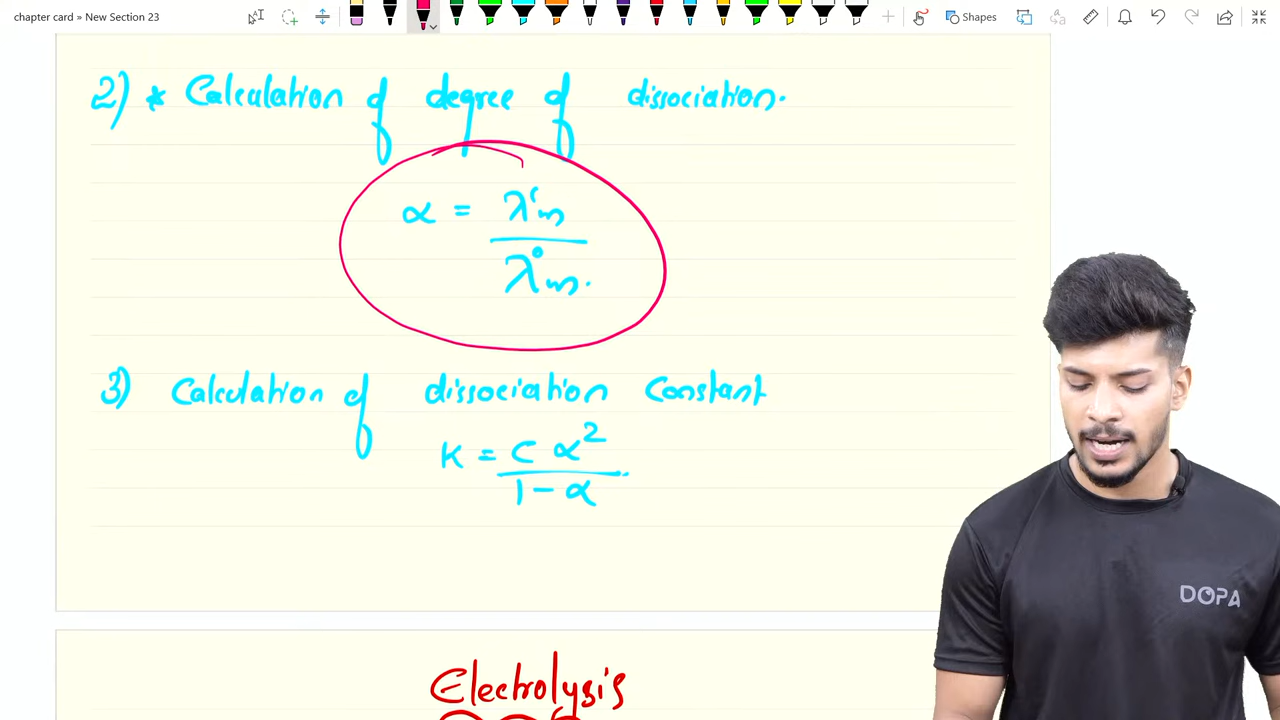 chapter card » New Section 23
Shapes
2) * Calculation of degree of dissociation.
α = λᶜm
λ°m.
3) Calculation of dissociation Constant
K = C α²
1 - α
DOPA
Electrolysis